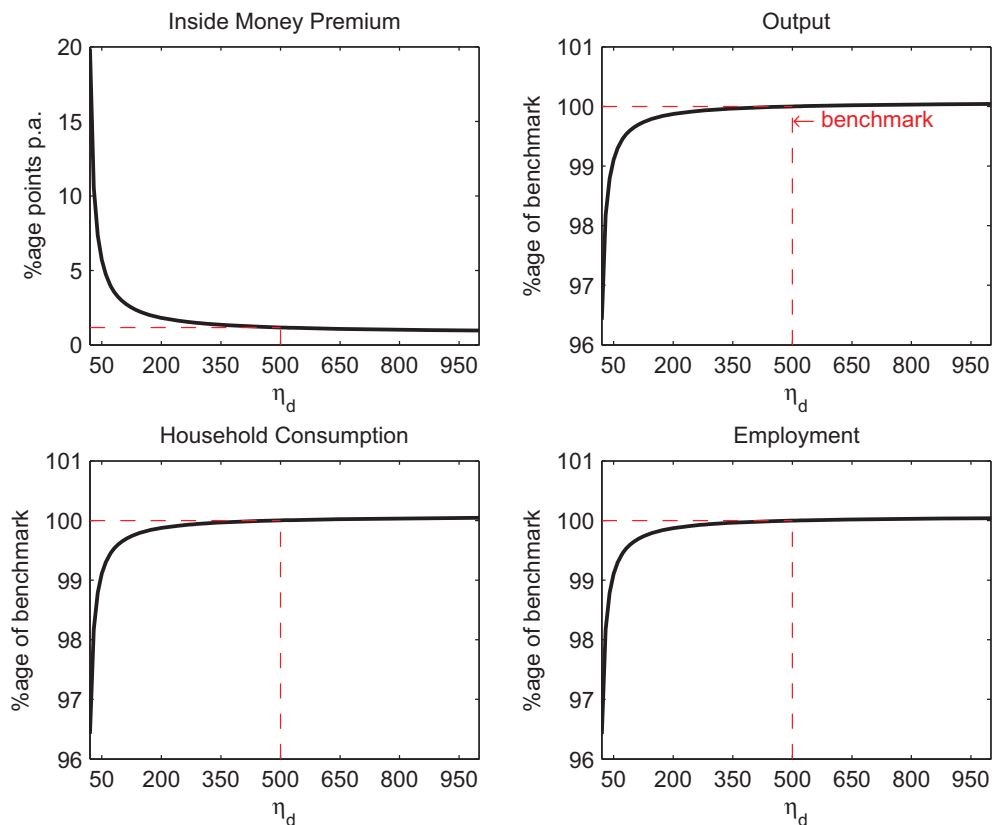 Inside Money Premium
%age points p.a.
20
15
10
5
0
50 200 350 500 650 800 950
η_d
Output
%age of benchmark
101
100
99
98
97
96
← benchmark
50 200 350 500 650 800 950
η_d
Household Consumption
%age of benchmark
101
100
99
98
97
96
50 200 350 500 650 800 950
η_d
Employment
%age of benchmark
101
100
99
98
97
96
50 200 350 500 650 800 950
η_d